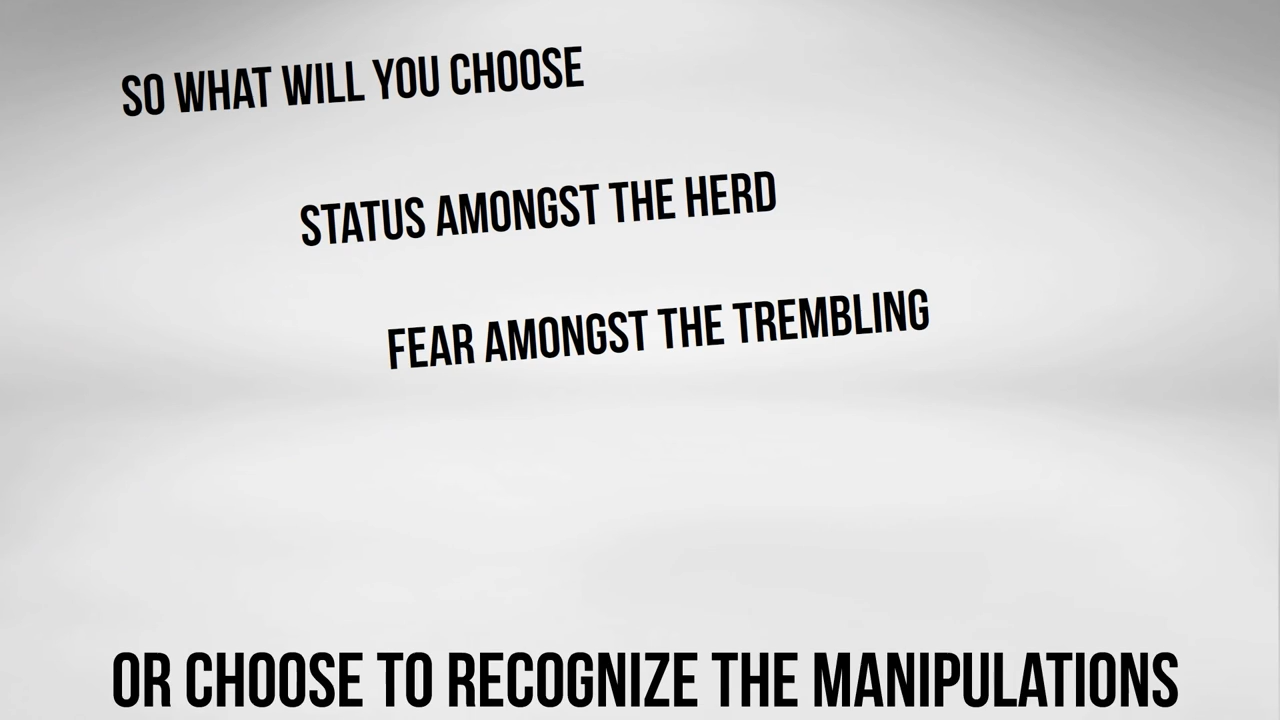 SO WHAT WILL YOU CHOOSE
STATUS AMONGST THE HERD
FEAR AMONGST THE TREMBLING
OR CHOOSE TO RECOGNIZE THE MANIPULATIONS